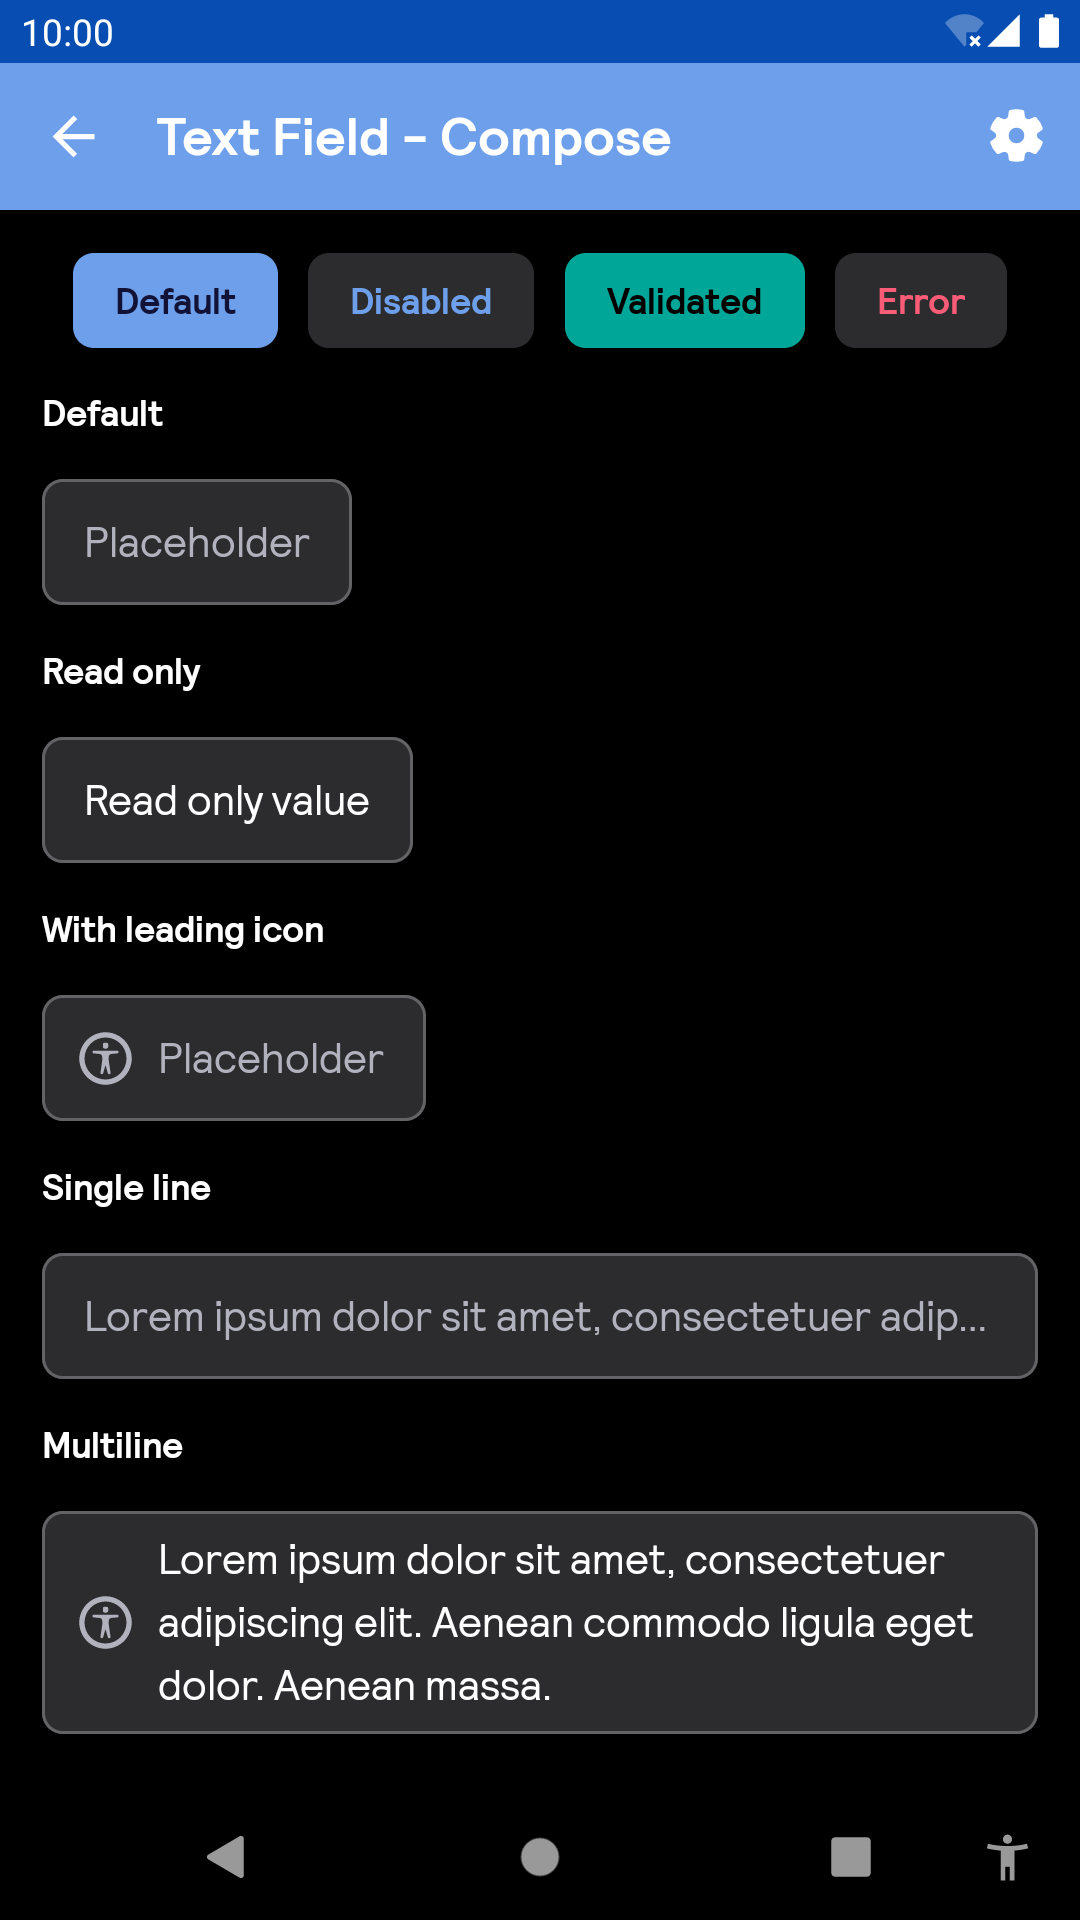 10:00
Text Field - Compose
Default Disabled Validated Error
Default
Placeholder
Read only
Read only value
With leading icon
Placeholder
Single line
Lorem ipsum dolor sit amet, consectetuer adip...
Multiline
Lorem ipsum dolor sit amet, consectetuer
adipiscing elit. Aenean commodo ligula eget
dolor. Aenean massa.